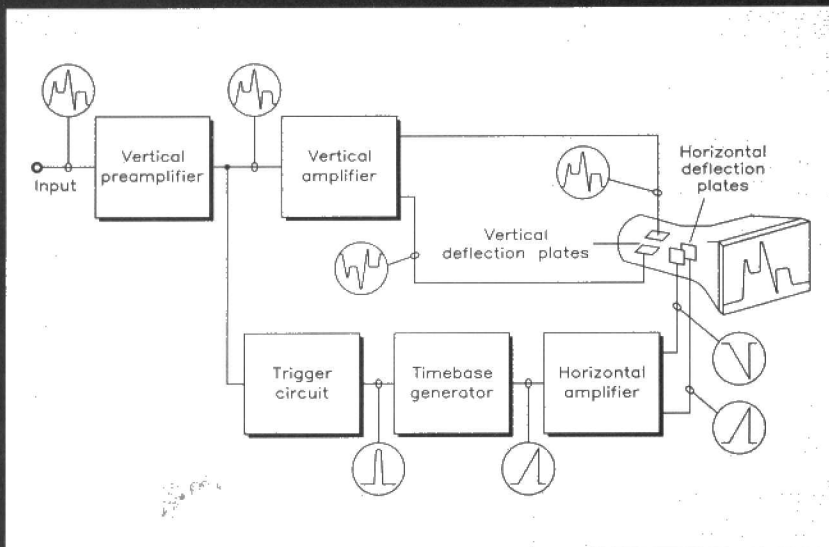 Input
Vertical
preamplifier
Vertical
amplifier
Horizontal
deflection
plates
Vertical
deflection plates
Trigger
circuit
Timebase
generator
Horizontal
amplifier